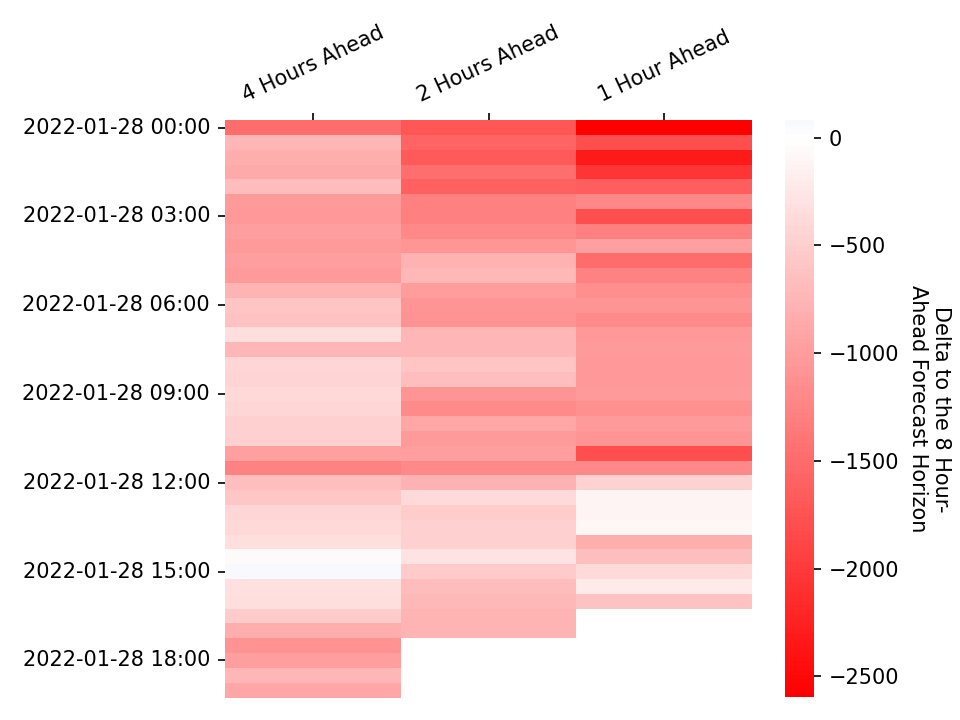 4 Hours Ahead
2 Hours Ahead
1 Hour Ahead
2022-01-28 00:00
2022-01-28 03:00
2022-01-28 06:00
2022-01-28 09:00
2022-01-28 12:00
2022-01-28 15:00
2022-01-28 18:00
0
−500
−1000
−1500
−2000
−2500
Delta to the 8 Hour-
Ahead Forecast Horizon